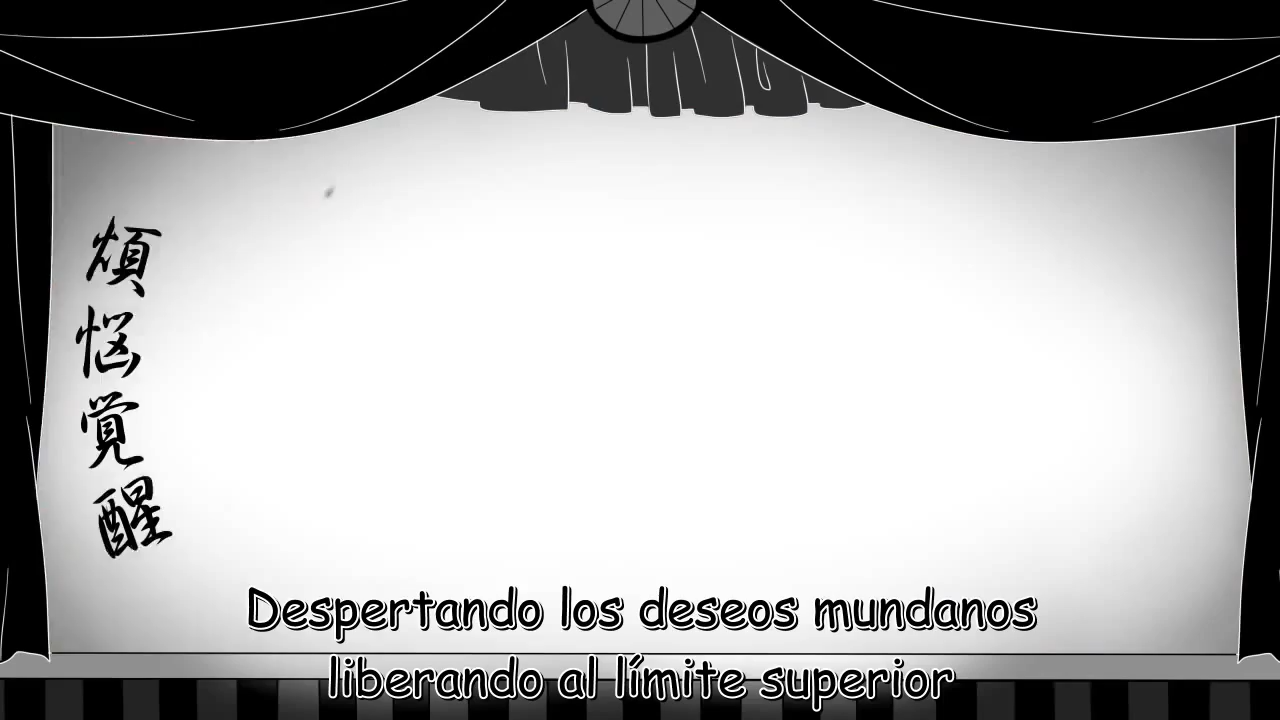 煩悩覚醒
Despertando los deseos mundanos
liberando al límite superior